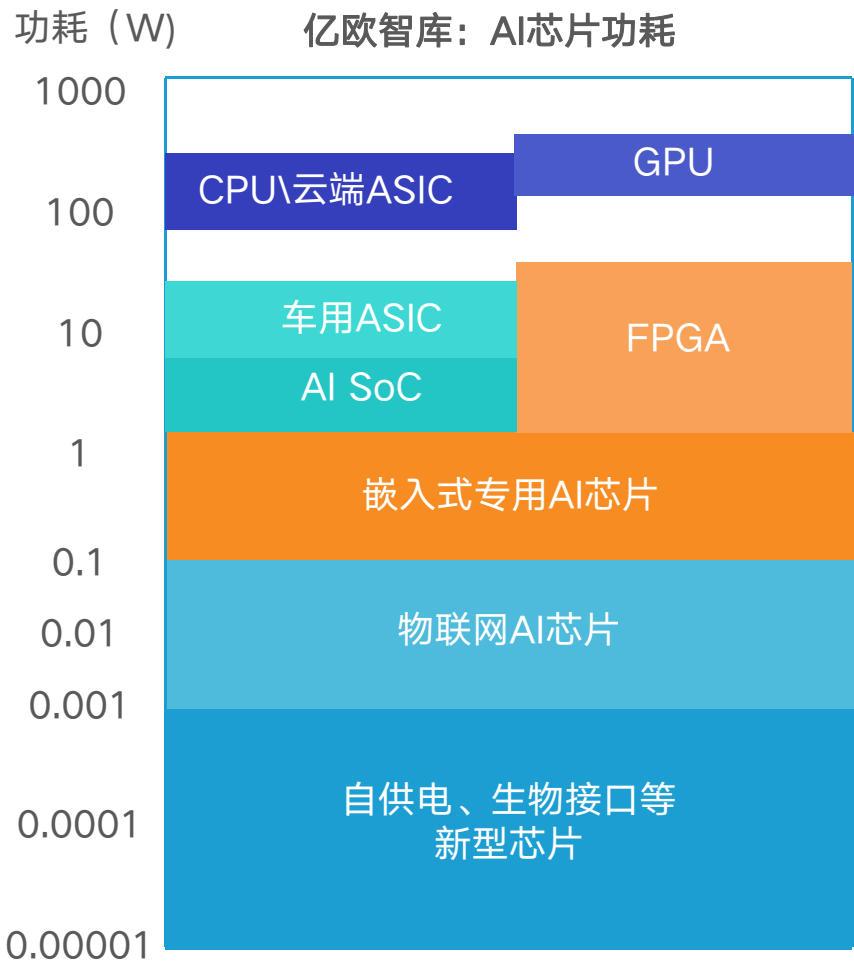 功耗（W）
亿欧智库：AI芯片功耗
1000
CPU\云端ASIC
GPU
100
车用ASIC
10
FPGA
AI SoC
1
嵌入式专用AI芯片
0.1
物联网AI芯片
0.01
0.001
自供电、生物接口等
新型芯片
0.0001
0.00001